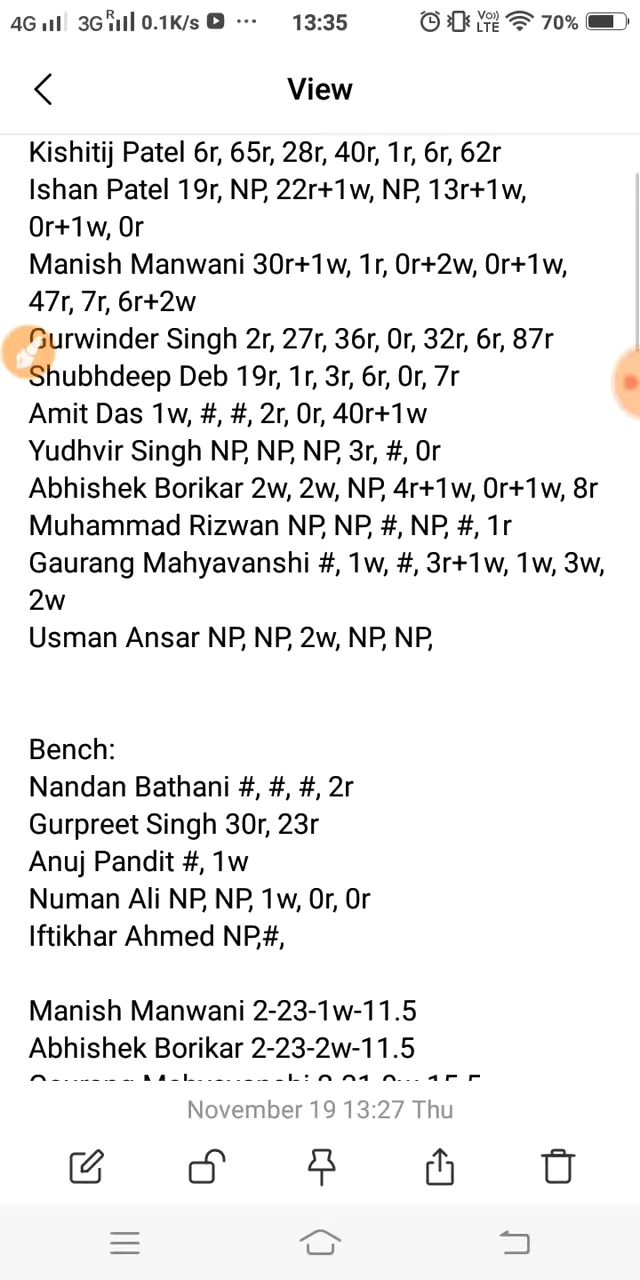 4G 3G R 0.1K/s ... 13:35 Vo) LTE 70%
View
Kishitij Patel 6r, 65r, 28r, 40r, 1r, 6r, 62r
Ishan Patel 19r, NP, 22r+1w, NP, 13r+1w,
0r+1w, 0r
Manish Manwani 30r+1w, 1r, 0r+2w, 0r+1w,
47r, 7r, 6r+2w
Gurwinder Singh 2r, 27r, 36r, 0r, 32r, 6r, 87r
Shubhdeep Deb 19r, 1r, 3r, 6r, 0r, 7r
Amit Das 1w, #, #, 2r, 0r, 40r+1w
Yudhvir Singh NP, NP, NP, 3r, #, 0r
Abhishek Borikar 2w, 2w, NP, 4r+1w, 0r+1w, 8r
Muhammad Rizwan NP, NP, #, NP, #, 1r
Gaurang Mahyavanshi #, 1w, #, 3r+1w, 1w, 3w,
2w
Usman Ansar NP, NP, 2w, NP, NP,
Bench:
Nandan Bathani #, #, #, 2r
Gurpreet Singh 30r, 23r
Anuj Pandit #, 1w
Numan Ali NP, NP, 1w, 0r, 0r
Iftikhar Ahmed NP,#,
Manish Manwani 2-23-1w-11.5
Abhishek Borikar 2-23-2w-11.5
November 19 13:27 Thu